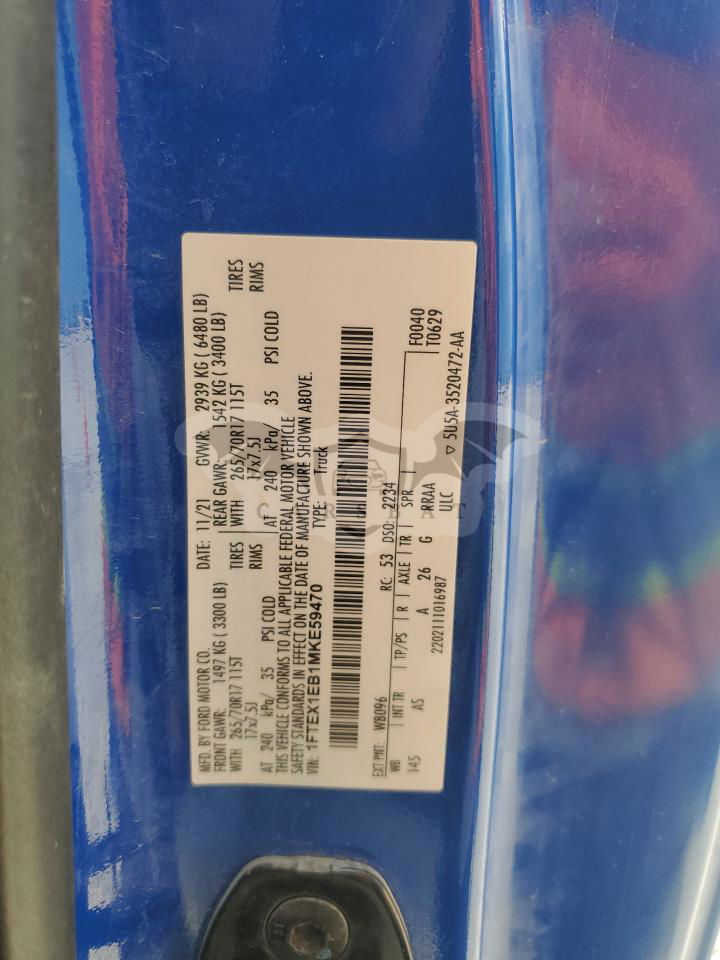 MFD. BY FORD MOTOR CO.
DATE: 11/21 GVWR: 2939 KG ( 6480 LB)
FRONT GAWR: 1497 KG ( 3300 LB)
REAR GAWR: 1542 KG ( 3400 LB)
WITH 265/70R17 115T TIRES
WITH 265/70R17 115T TIRES
17x7.5J RIMS
17x7.5J RIMS
AT 240 kPa/ 35 PSI COLD
AT 240 kPa/ 35 PSI COLD
THIS VEHICLE CONFORMS TO ALL APPLICABLE FEDERAL MOTOR VEHICLE
SAFETY STANDARDS IN EFFECT ON THE DATE OF MANUFACTURE SHOWN ABOVE.
VIN: 1FTEX1EB1MKE59470 TYPE: Truck
EXT PNT: WB096 RC: 53 DSO: 2234 F0040
WB INT TR TP/PS R AXLE TR SPR T0629
145 AS A 26 G RRAA
2202111016987 ULC ▽ 5U5A-3520472-AA